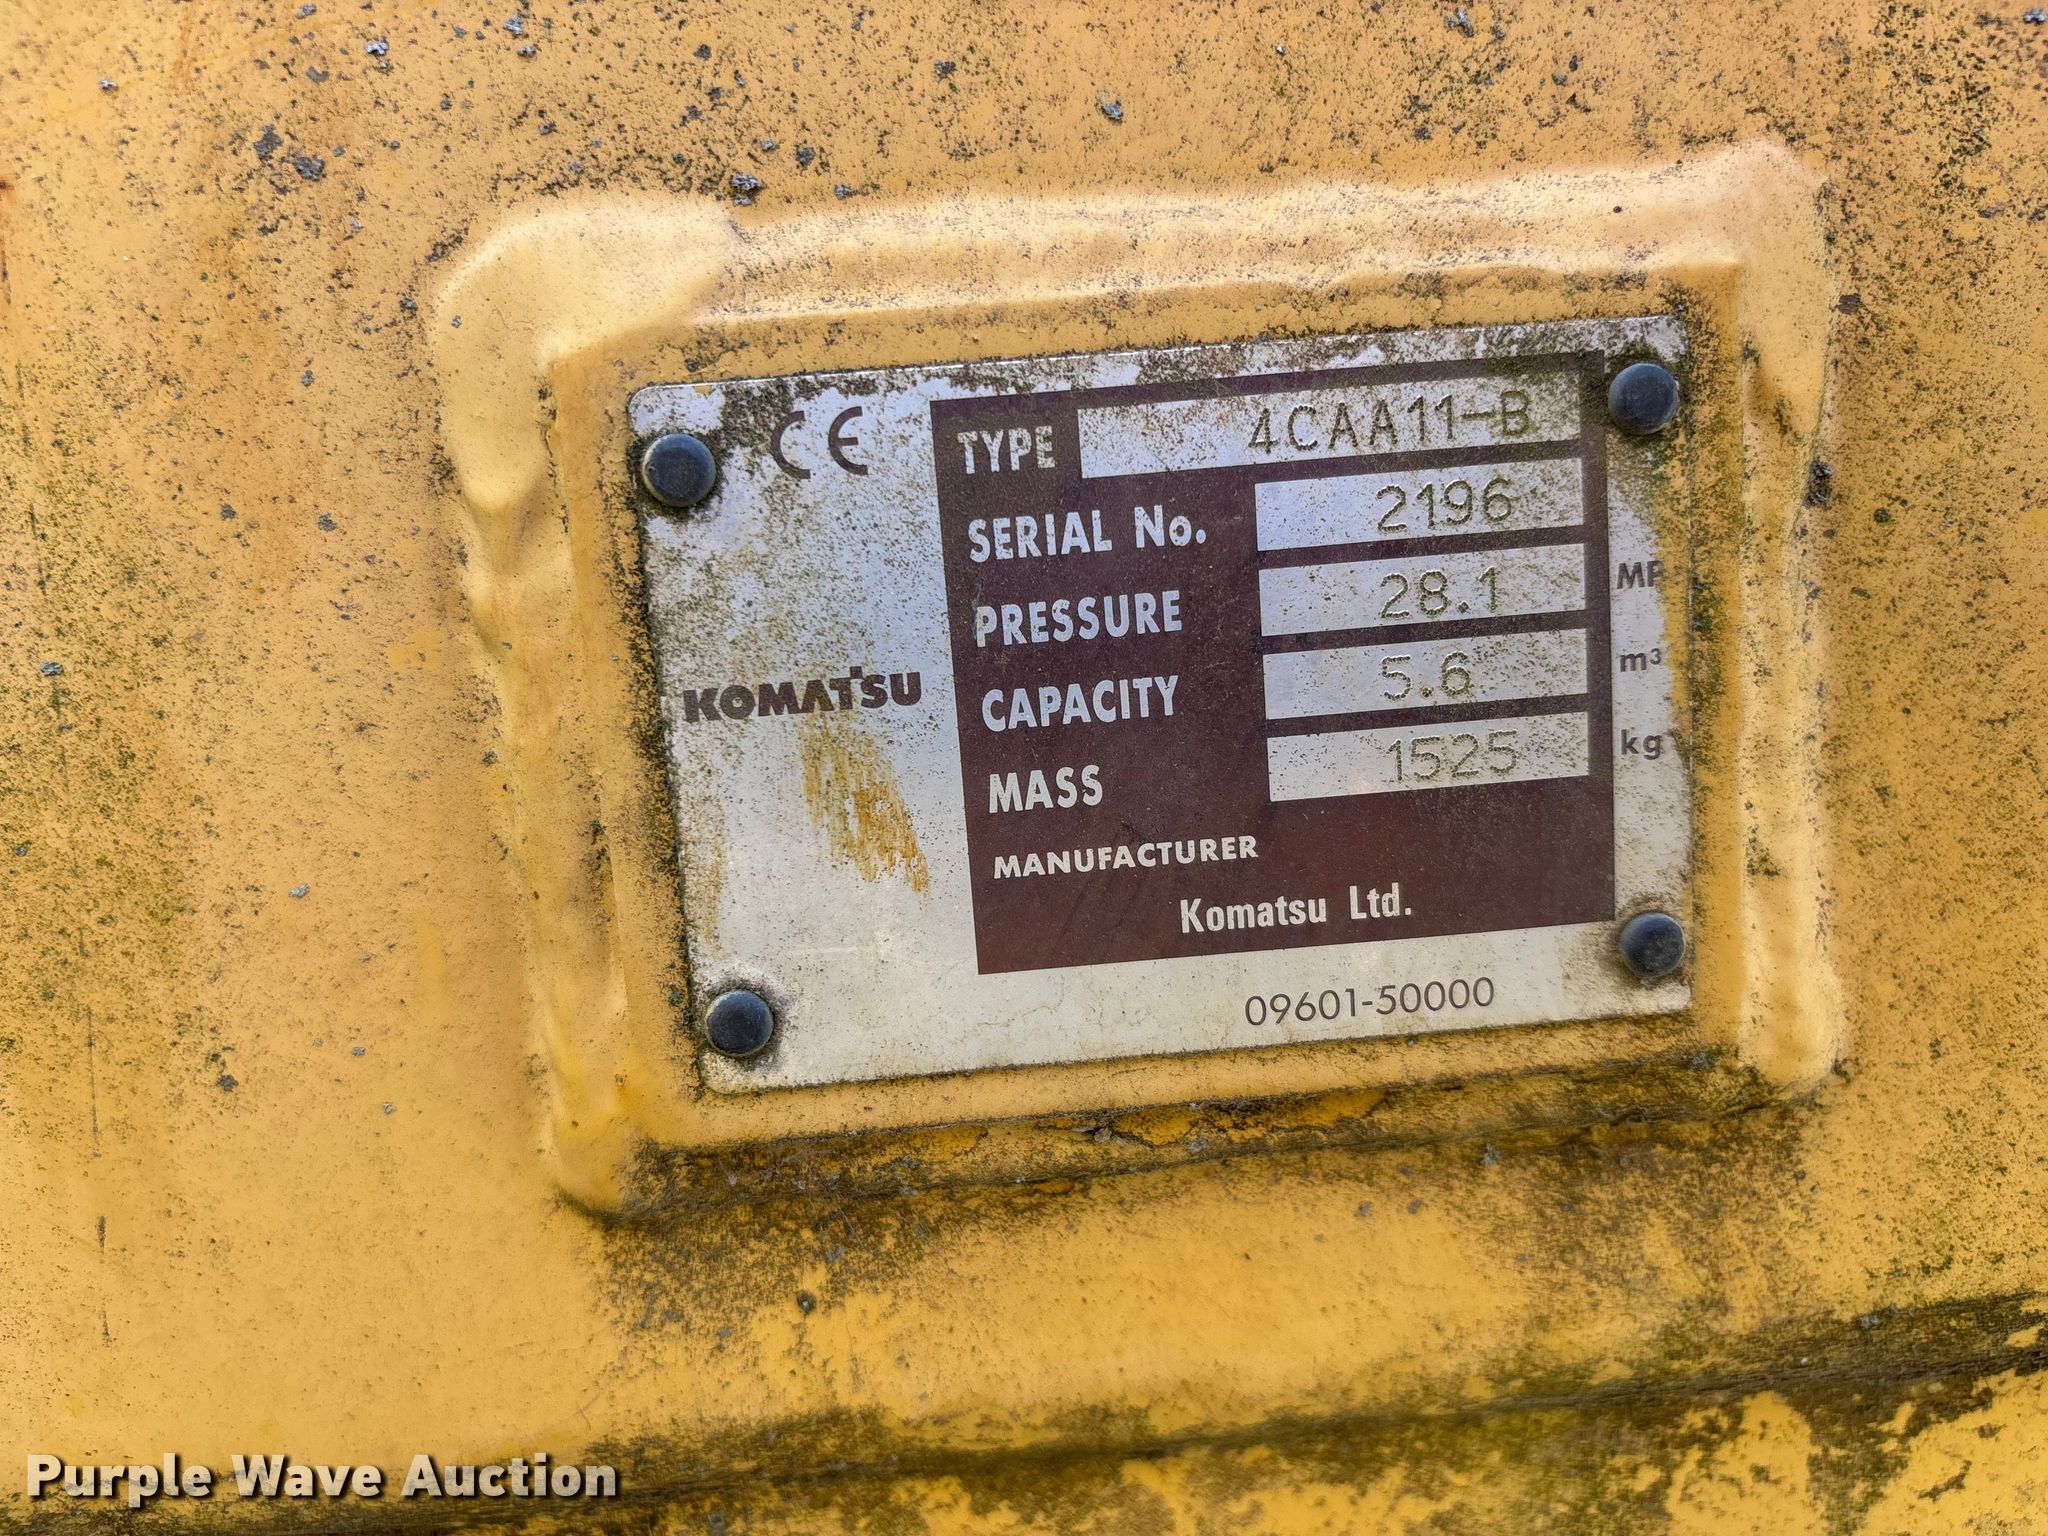 CE
TYPE 4CAA11-B
SERIAL No. 2196
PRESSURE 28.1 MP
CAPACITY 5.6 m³
MASS 1525 kg
KOMATSU
MANUFACTURER
Komatsu Ltd.
09601-50000
Purple Wave Auction